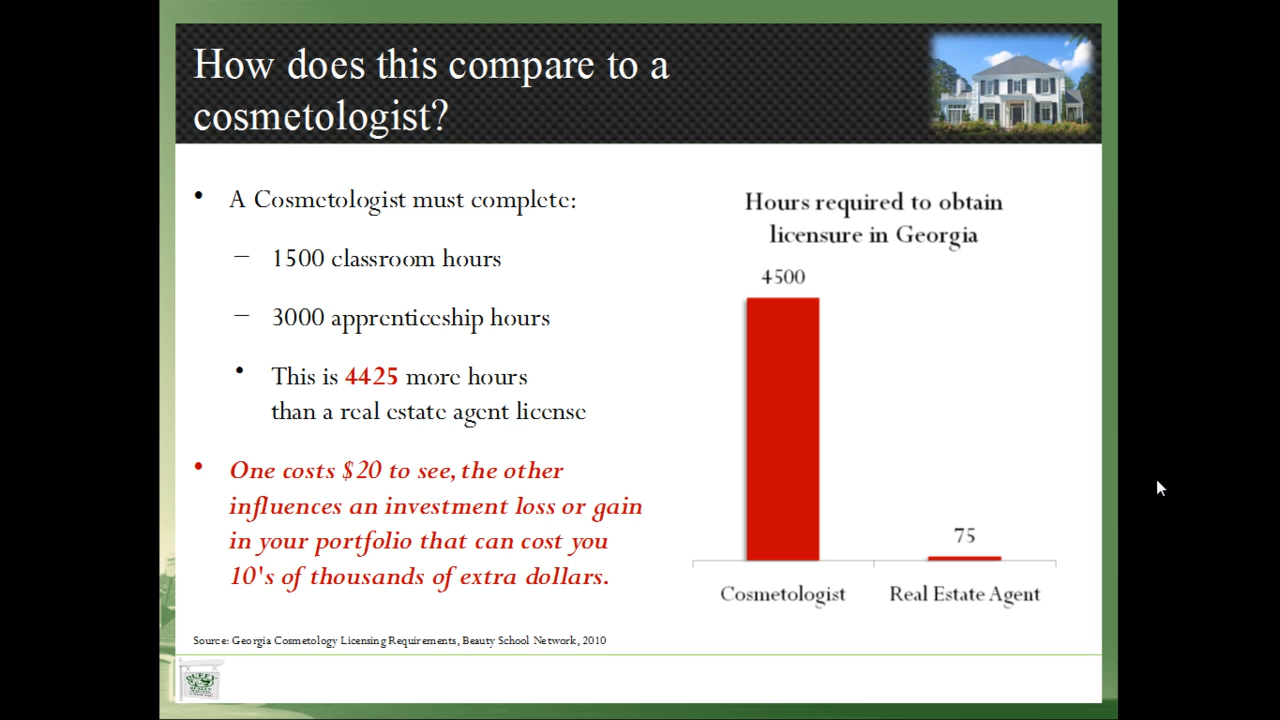 How does this compare to a
cosmetologist?
• A Cosmetologist must complete:
– 1500 classroom hours
– 3000 apprenticeship hours
• This is 4425 more hours
than a real estate agent license
• One costs $20 to see, the other
influences an investment loss or gain
in your portfolio that can cost you
10's of thousands of extra dollars.
Hours required to obtain
licensure in Georgia
4500
75
Cosmetologist
Real Estate Agent
Source: Georgia Cosmetology Licensing Requirements, Beauty School Network, 2010
DUFFY
REALTY